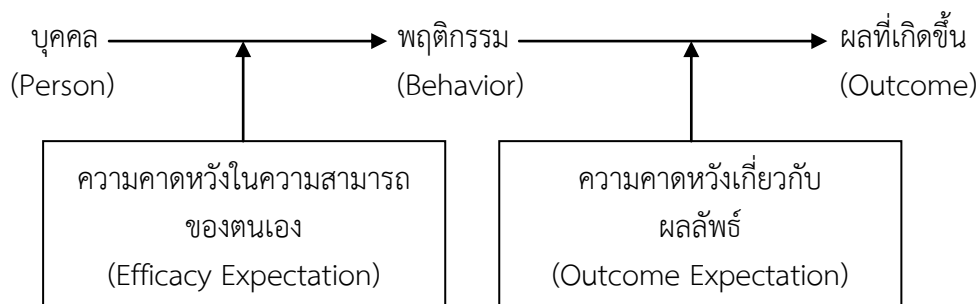 บุคคล
(Person)
พฤติกรรม
(Behavior)
ผลที่เกิดขึ้น
(Outcome)
ความคาดหวังในความสามารถ
ของตนเอง
(Efficacy Expectation)
ความคาดหวังเกี่ยวกับ
ผลลัพธ์
(Outcome Expectation)